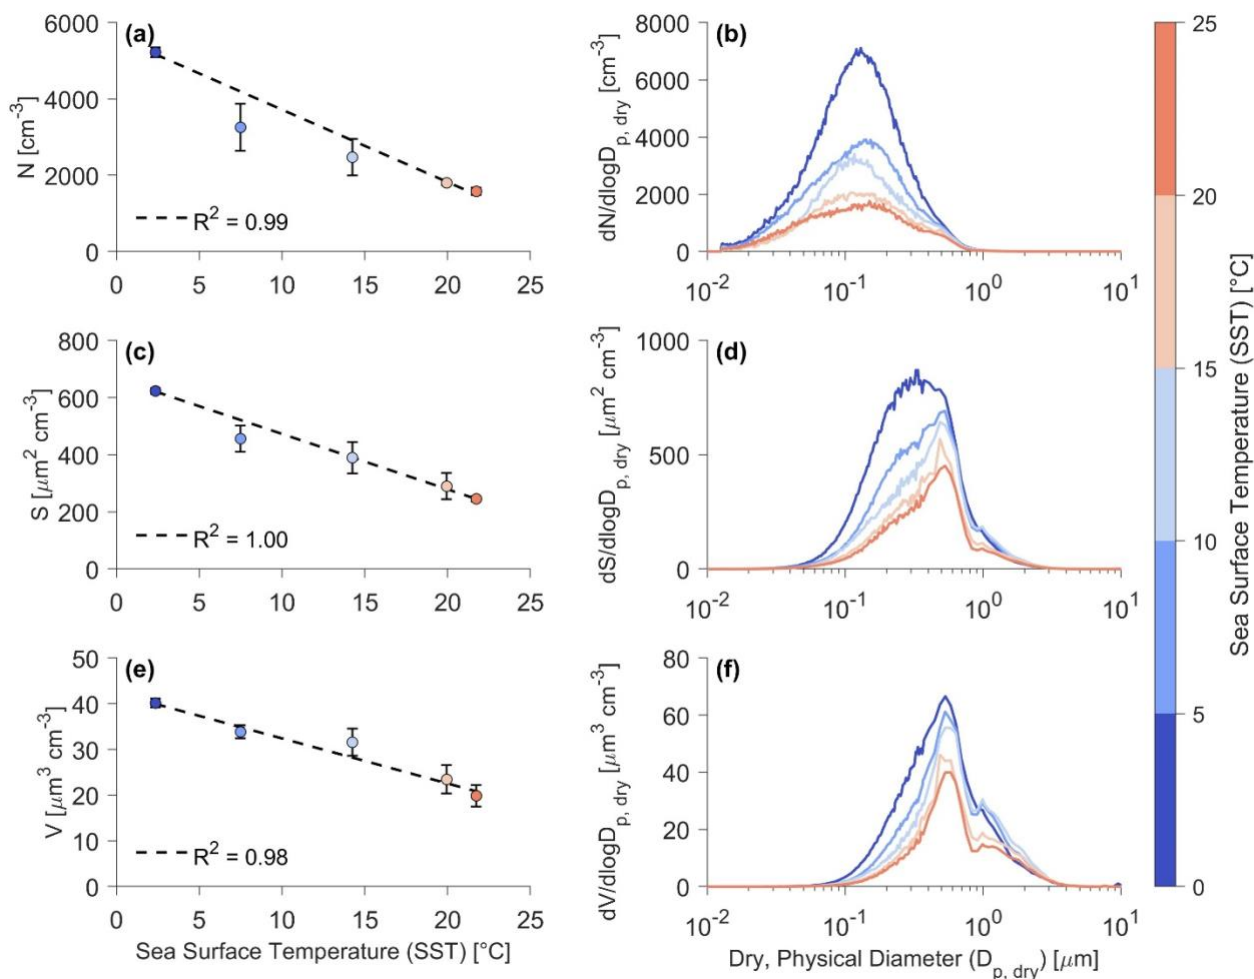 (a)
N [cm-3]
6000
4000
2000
0
R2 = 0.99
0 5 10 15 20 25
(b)
dN/dlogDp, dry [cm-3]
8000
6000
4000
2000
0
10-2 10-1 100 101
(c)
S [μm2 cm-3]
800
600
400
200
0
R2 = 1.00
0 5 10 15 20 25
(d)
dS/dlogDp, dry [μm2 cm-3]
1000
500
0
10-2 10-1 100 101
(e)
V [μm3 cm-3]
50
40
30
20
10
0
R2 = 0.98
0 5 10 15 20 25
Sea Surface Temperature (SST) [°C]
(f)
dV/dlogDp, dry [μm3 cm-3]
80
60
40
20
0
10-2 10-1 100 101
Dry, Physical Diameter (Dp, dry) [μm]
25
20
15
10
5
0
Sea Surface Temperature (SST) [°C]